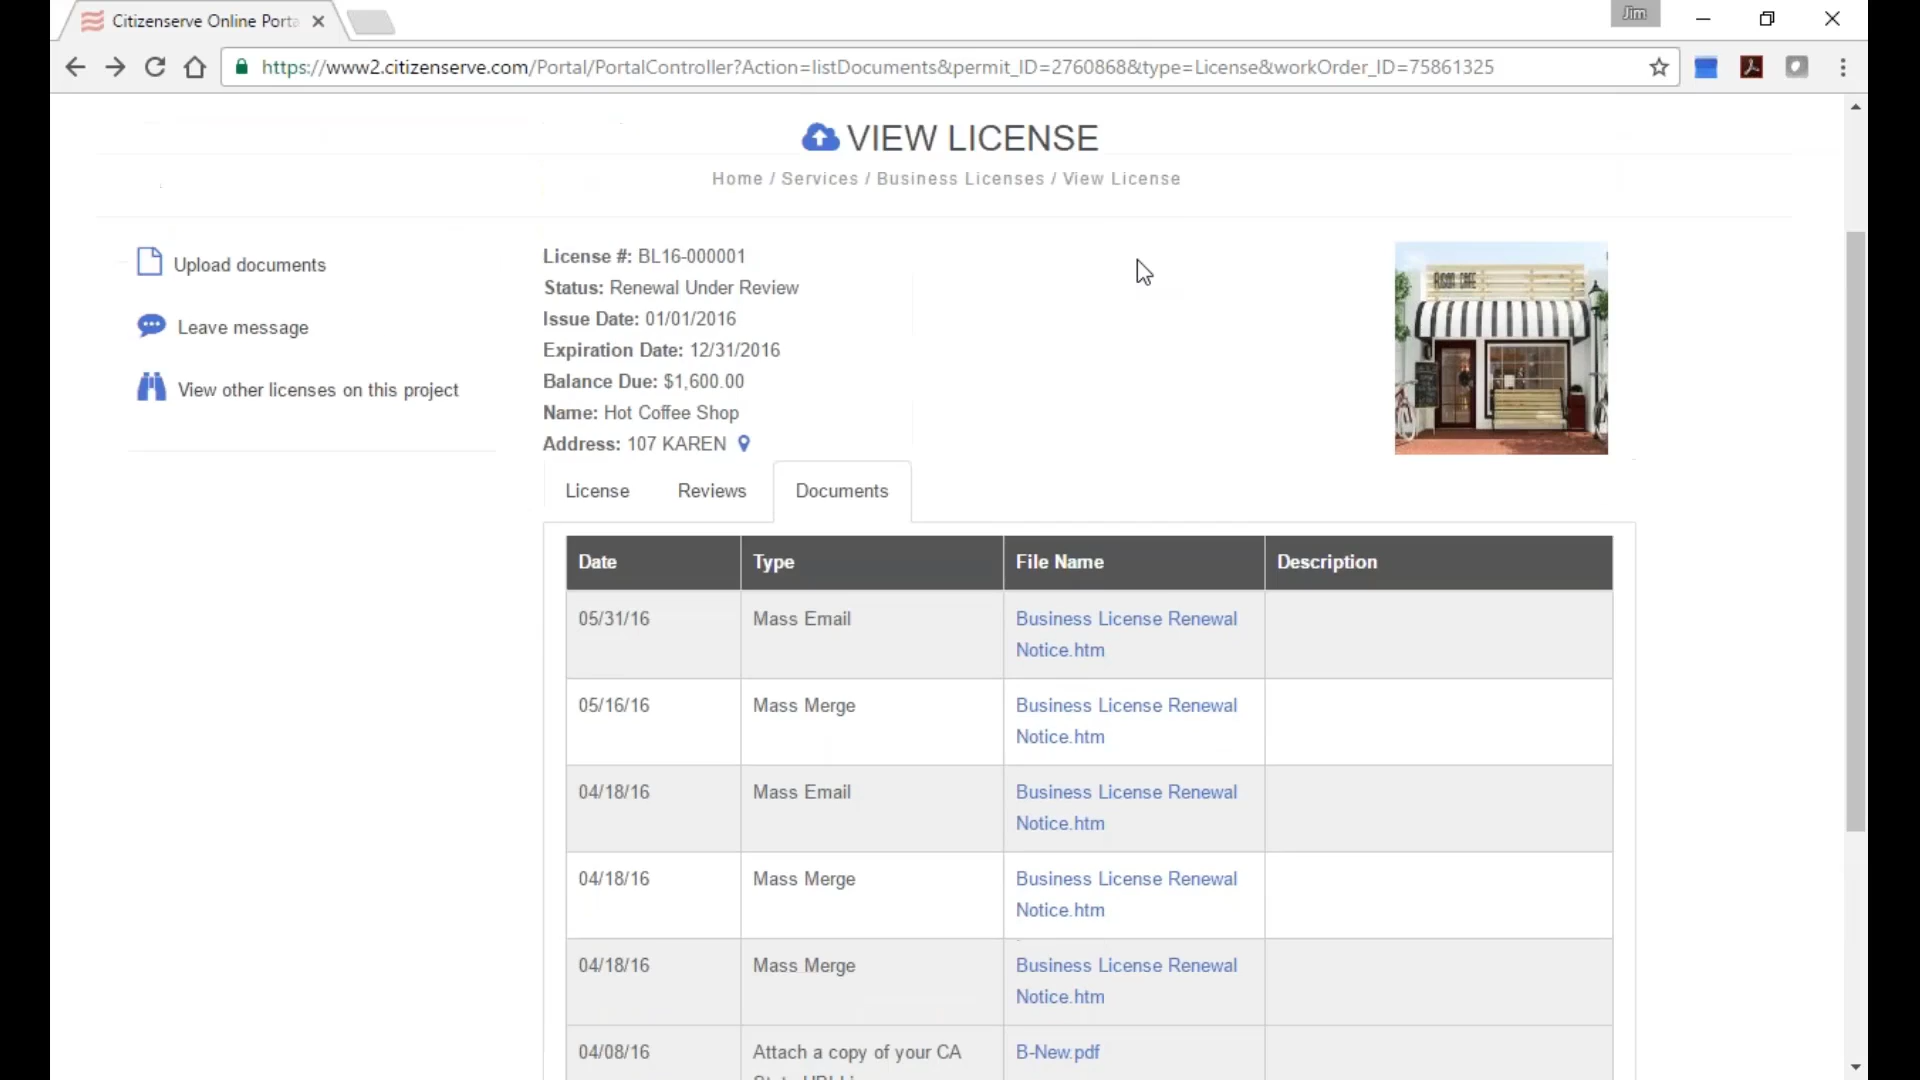 Citizenserve Online Porta
Jim
https://www2.citizenserve.com/Portal/PortalController?Action=listDocuments&permit_ID=2760868&type=License&workOrder_ID=75861325
VIEW LICENSE
Home / Services / Business Licenses / View License
Upload documents
Leave message
View other licenses on this project
License #: BL16-000001
Status: Renewal Under Review
Issue Date: 01/01/2016
Expiration Date: 12/31/2016
Balance Due: $1,600.00
Name: Hot Coffee Shop
Address: 107 KAREN
License Reviews Documents
Date Type File Name Description
05/31/16 Mass Email Business License Renewal
Notice.htm
05/16/16 Mass Merge Business License Renewal
Notice.htm
04/18/16 Mass Email Business License Renewal
Notice.htm
04/18/16 Mass Merge Business License Renewal
Notice.htm
04/18/16 Mass Merge Business License Renewal
Notice.htm
04/08/16 Attach a copy of your CA B-New.pdf